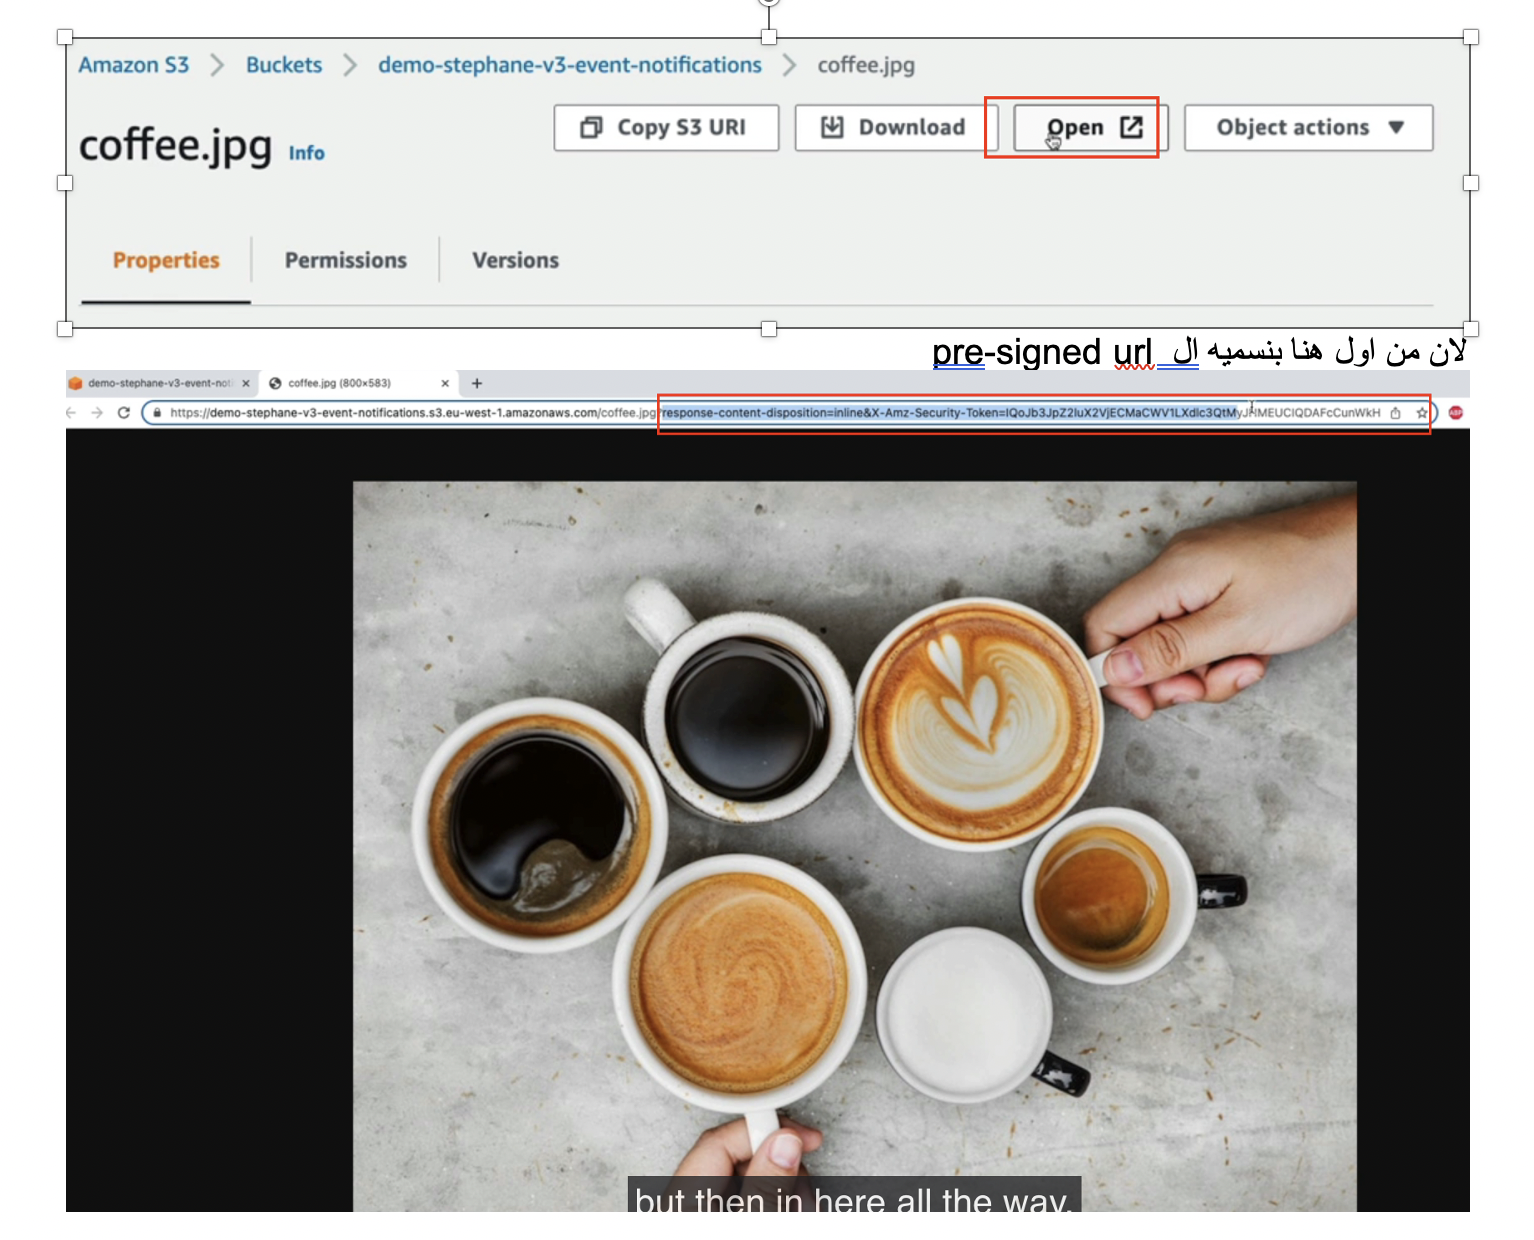 Amazon S3 > Buckets > demo-stephane-v3-event-notifications > coffee.jpg
coffee.jpg Info
Copy S3 URI Download Open Object actions
Properties Permissions Versions
لان من اول هنا بنسميه ال pre-signed url
demo-stephane-v3-event-noti coffee.jpg (800×583)
https://demo-stephane-v3-event-notifications.s3.eu-west-1.amazonaws.com/coffee.jpg?response-content-disposition=inline&X-Amz-Security-Token=
ABP
but then in here all the way.